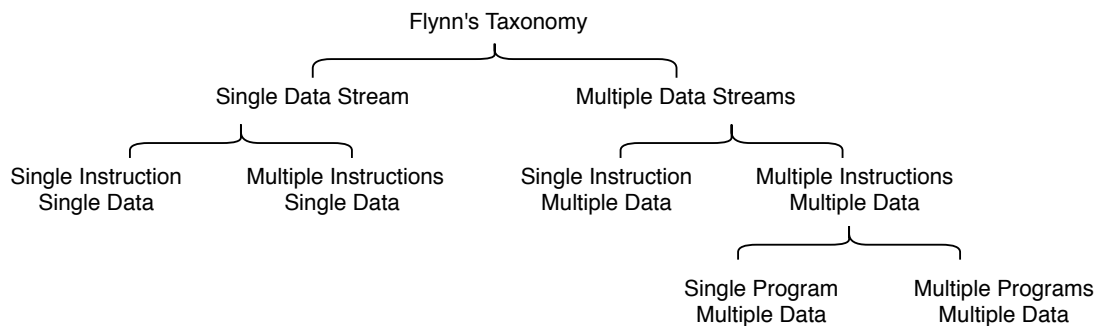 Flynn's Taxonomy
Single Data Stream
Multiple Data Streams
Single Instruction
Single Data
Multiple Instructions
Single Data
Single Instruction
Multiple Data
Multiple Instructions
Multiple Data
Single Program
Multiple Data
Multiple Programs
Multiple Data